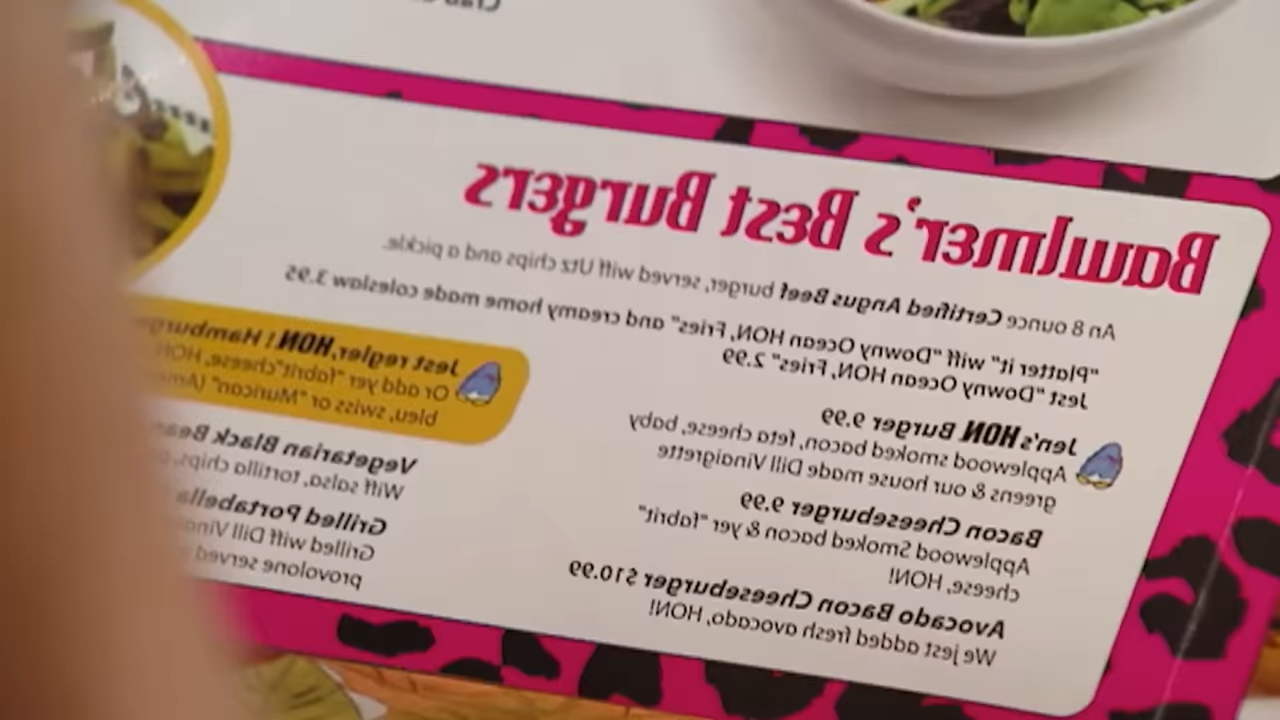 Bawlmer's Best Burgers
An 8 ounce Certified Angus Beef burger, served wiff Utz chips and a pickle.
"Platter it" wiff "Downy Ocean HON, Fries" and creamy home made coleslaw 3.95
Jest "Downy Ocean HON, Fries" 2.99
Jen's HON Burger 9.99
Applewood smoked bacon, feta cheese, baby
greens & our house made Dill Vinaigrette
Bacon Cheeseburger 9.99
Applewood Smoked bacon & yer "fabrit"
cheese, HON!
Avocado Bacon Cheeseburger $10.99
We jest added fresh avocado, HON!
Jest regler, HON! Hamburg
Or add yer "fabrit" cheese, HON
bleu, swiss or "Murican" (Am
Vegetarian Black Bea
Wiff salsa, tortilla chips,
Grilled Portabella
Grilled wiff Dill Vina
provolone served